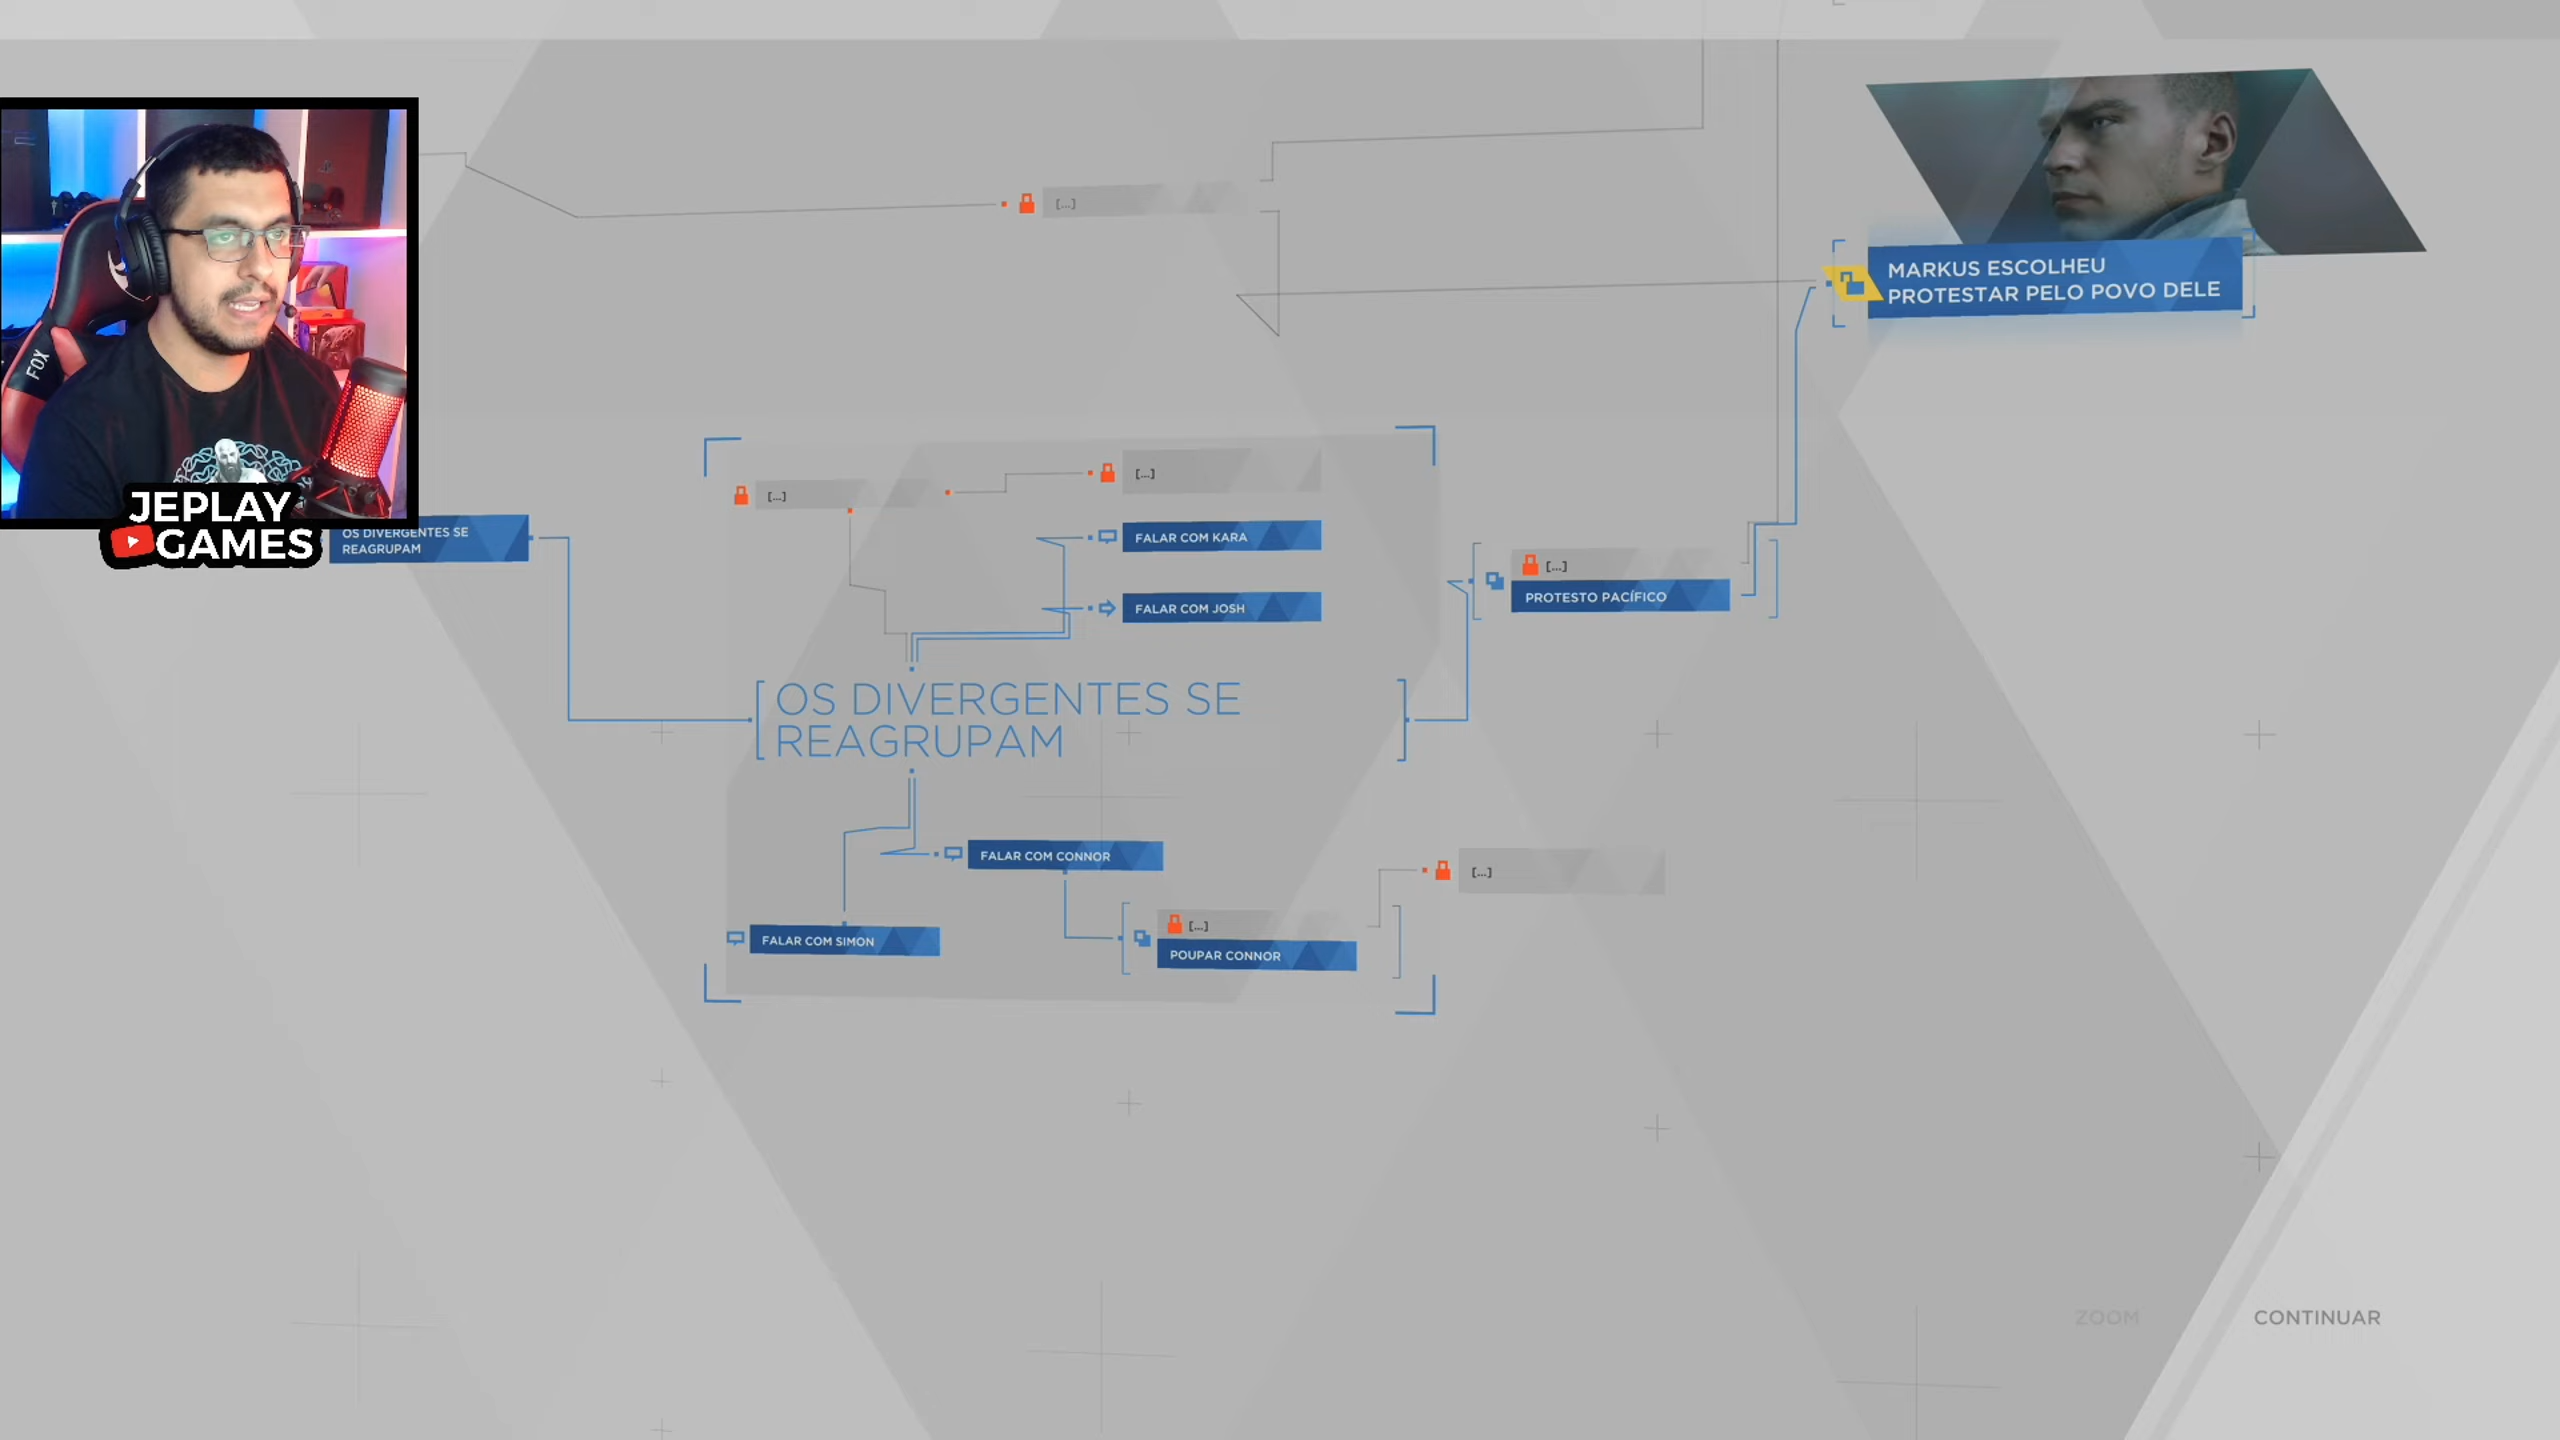 FOX
JEPLAY
GAMES
[...]
MARKUS ESCOLHEU
PROTESTAR PELO POVO DELE
[...]
[...]
OS DIVERGENTES SE
REAGRUPAM
FALAR COM KARA
FALAR COM JOSH
[...]
PROTESTO PACÍFICO
OS DIVERGENTES SE
REAGRUPAM
FALAR COM CONNOR
[...]
FALAR COM SIMON
[...]
POUPAR CONNOR
ZOOM
CONTINUAR